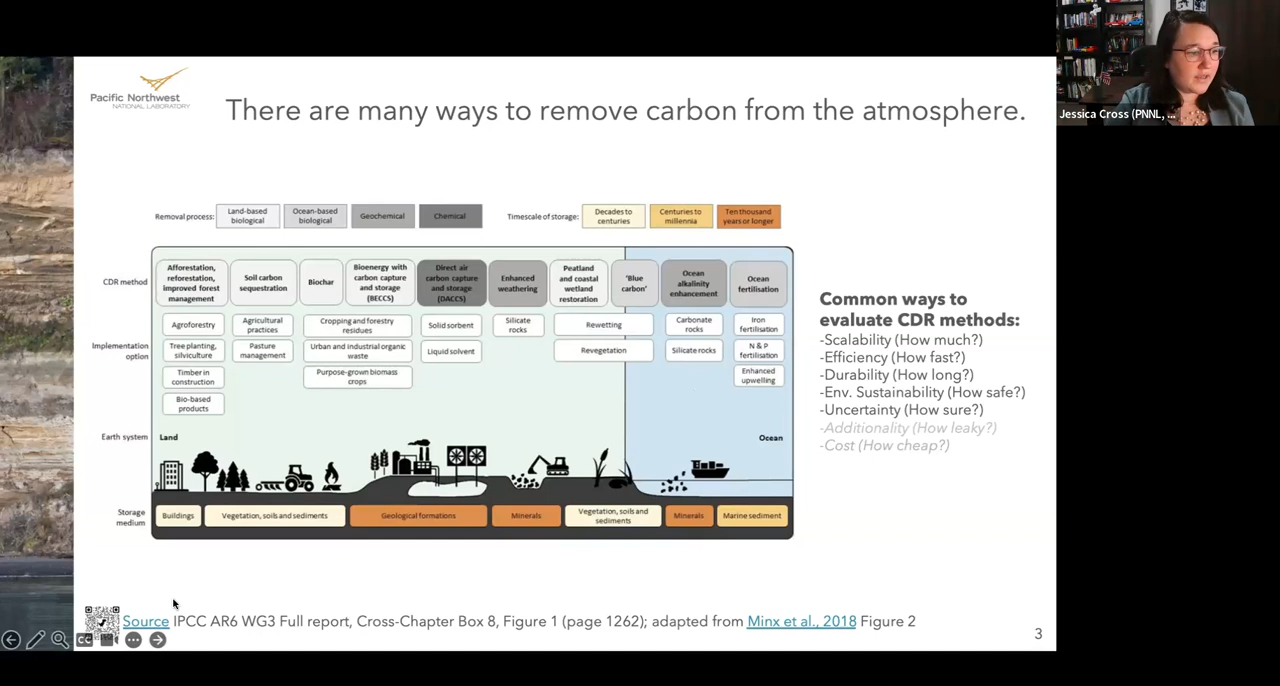 Pacific Northwest
NATIONAL LABORATORY
There are many ways to remove carbon from the atmosphere.
Jessica Cross (PNNL, ...
Removal process:
Land-based
biological
Ocean-based
biological
Geochemical
Chemical
Timescale of storage:
Decades to
centuries
Centuries to
millennia
Ten thousand
years or longer
CDR method
Afforestation,
reforestation,
improved forest
management
Soil carbon
sequestration
Biochar
Bioenergy with
carbon capture
and storage
(BECCS)
Direct air
carbon capture
and storage
(DACCS)
Enhanced
weathering
Peatland
and coastal
wetland
restoration
'Blue
carbon'
Ocean
alkalinity
enhancement
Ocean
fertilisation
Implementation
option
Agroforestry
Tree planting,
silviculture
Timber in
construction
Bio-based
products
Agricultural
practices
Pasture
management
Cropping and forestry
residues
Urban and industrial organic
waste
Purpose-grown biomass
crops
Solid sorbent
Liquid solvent
Silicate
rocks
Rewetting
Revegetation
Carbonate
rocks
Silicate rocks
Iron
fertilisation
N & P
fertilisation
Enhanced
upwelling
Earth system
Land
Ocean
Storage
medium
Buildings
Vegetation, soils and sediments
Geological formations
Minerals
Vegetation, soils and
sediments
Minerals
Marine sediment
Common ways to
evaluate CDR methods:
-Scalability (How much?)
-Efficiency (How fast?)
-Durability (How long?)
-Env. Sustainability (How safe?)
-Uncertainty (How sure?)
-Additionality (How leaky?)
-Cost (How cheap?)
Source IPCC AR6 WG3 Full report, Cross-Chapter Box 8, Figure 1 (page 1262); adapted from Minx et al., 2018 Figure 2
3
CC